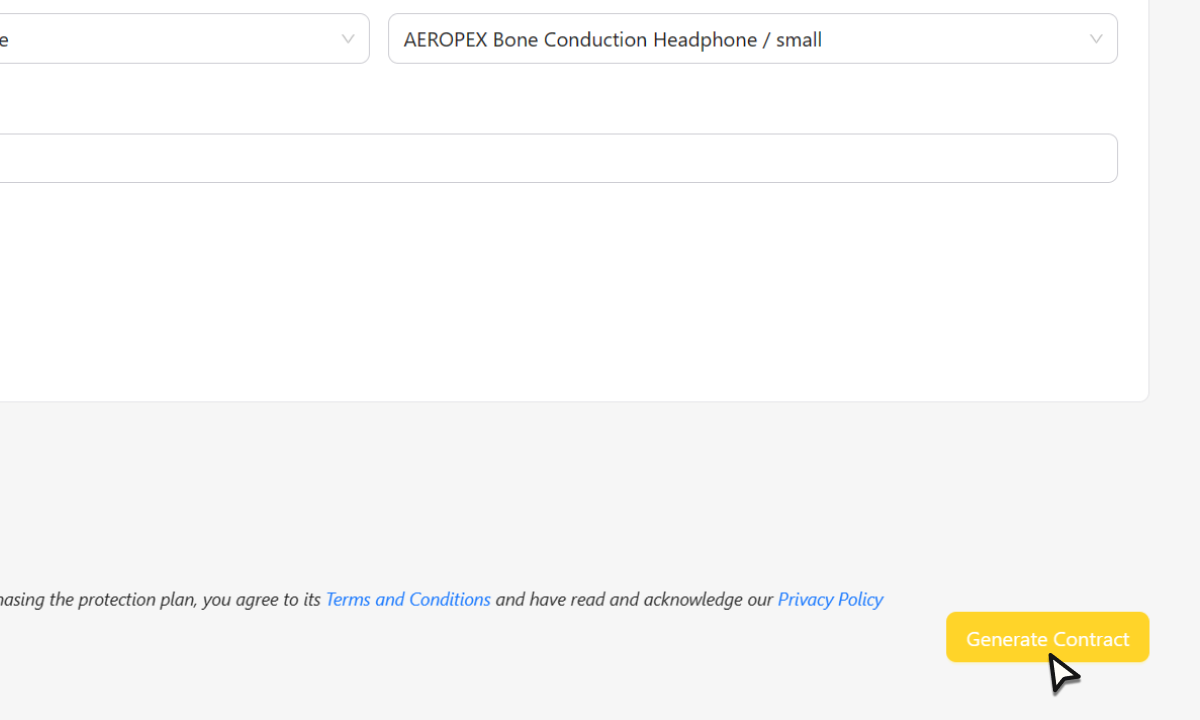 e
AEROPEX Bone Conduction Headphone / small
hasing the protection plan, you agree to its Terms and Conditions and have read and acknowledge our Privacy Policy
Generate Contract